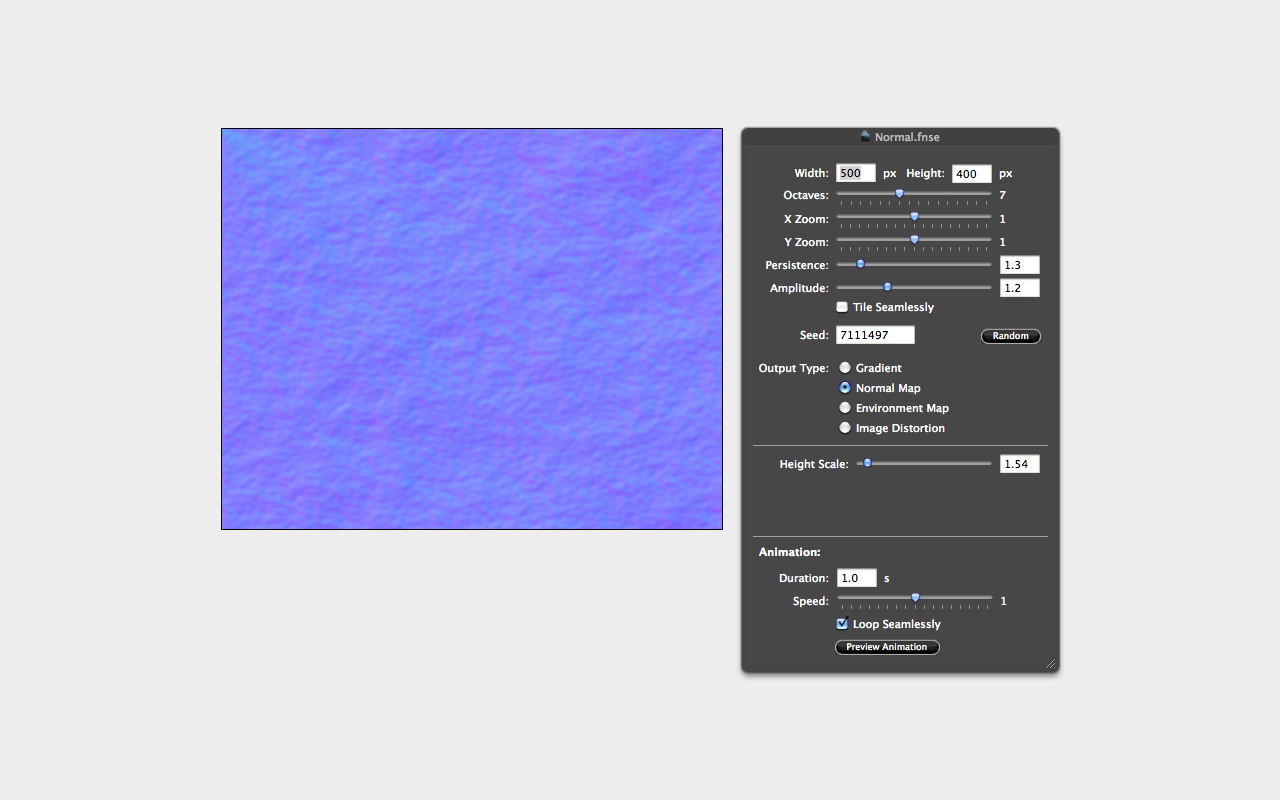 Normal.fnse
Width: 500 px Height: 400 px
Octaves: 7
X Zoom: 1
Y Zoom: 1
Persistence: 1.3
Amplitude: 1.2
Tile Seamlessly
Seed: 7111497 Random
Output Type: Gradient
Normal Map
Environment Map
Image Distortion
Height Scale: 1.54
Animation:
Duration: 1.0 s
Speed: 1
Loop Seamlessly
Preview Animation